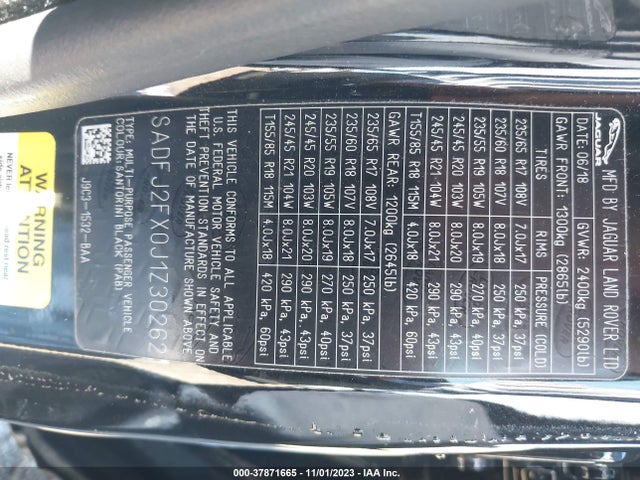 JAGUAR
MFD BY JAGUAR LAND ROVER LTD
DATE: 06/18 GVWR: 2400kg (5290lb)
GAWR FRONT: 1300kg (2865lb)
TIRES RIMS PRESSURE (COLD)
235/65 R17 108V 7.0Jx17 250 kPa, 37psi
235/60 R18 107V 8.0Jx18 250 kPa, 37psi
235/55 R19 105W 8.0Jx19 270 kPa, 40psi
245/45 R20 103W 8.0Jx20 290 kPa, 43psi
245/45 R21 104W 8.0Jx21 290 kPa, 43psi
T155/85 R18 115M 4.0Jx18 420 kPa, 60psi
GAWR REAR: 1200kg (2645lb)
235/65 R17 108V 7.0Jx17 250 kPa, 37psi
235/60 R18 107V 8.0Jx18 250 kPa, 37psi
235/55 R19 105W 8.0Jx19 270 kPa, 40psi
245/45 R20 103W 8.0Jx20 290 kPa, 43psi
245/45 R21 104W 8.0Jx21 290 kPa, 43psi
T155/85 R18 115M 4.0Jx18 420 kPa, 60psi
THIS VEHICLE CONFORMS TO ALL APPLICABLE
U.S. FEDERAL MOTOR VEHICLE SAFETY AND
THEFT PREVENTION STANDARDS IN EFFECT ON
THE DATE OF MANUFACTURE SHOWN ABOVE
SADFJ2FX0J1Z30262
TYPE: MULTI-PURPOSE PASSENGER VEHICLE
COLOUR:SANTORINI BLACK (PAB)
J9C3-1532-BAA
WARNING
NEVER
000-37871665 - 11/01/2023 - IAA Inc.